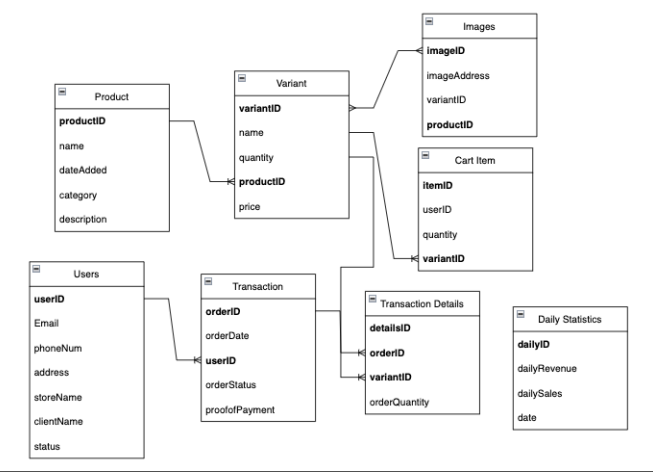 Product
productID
name
dateAdded
category
description
Variant
variantID
name
quantity
productID
price
Images
imageID
imageAddress
variantID
productID
Cart Item
itemID
userID
quantity
variantID
Users
userID
Email
phoneNum
address
storeName
clientName
status
Transaction
orderID
orderDate
userID
orderStatus
proofofPayment
Transaction Details
detailsID
orderID
variantID
orderQuantity
Daily Statistics
dailyID
dailyRevenue
dailySales
date